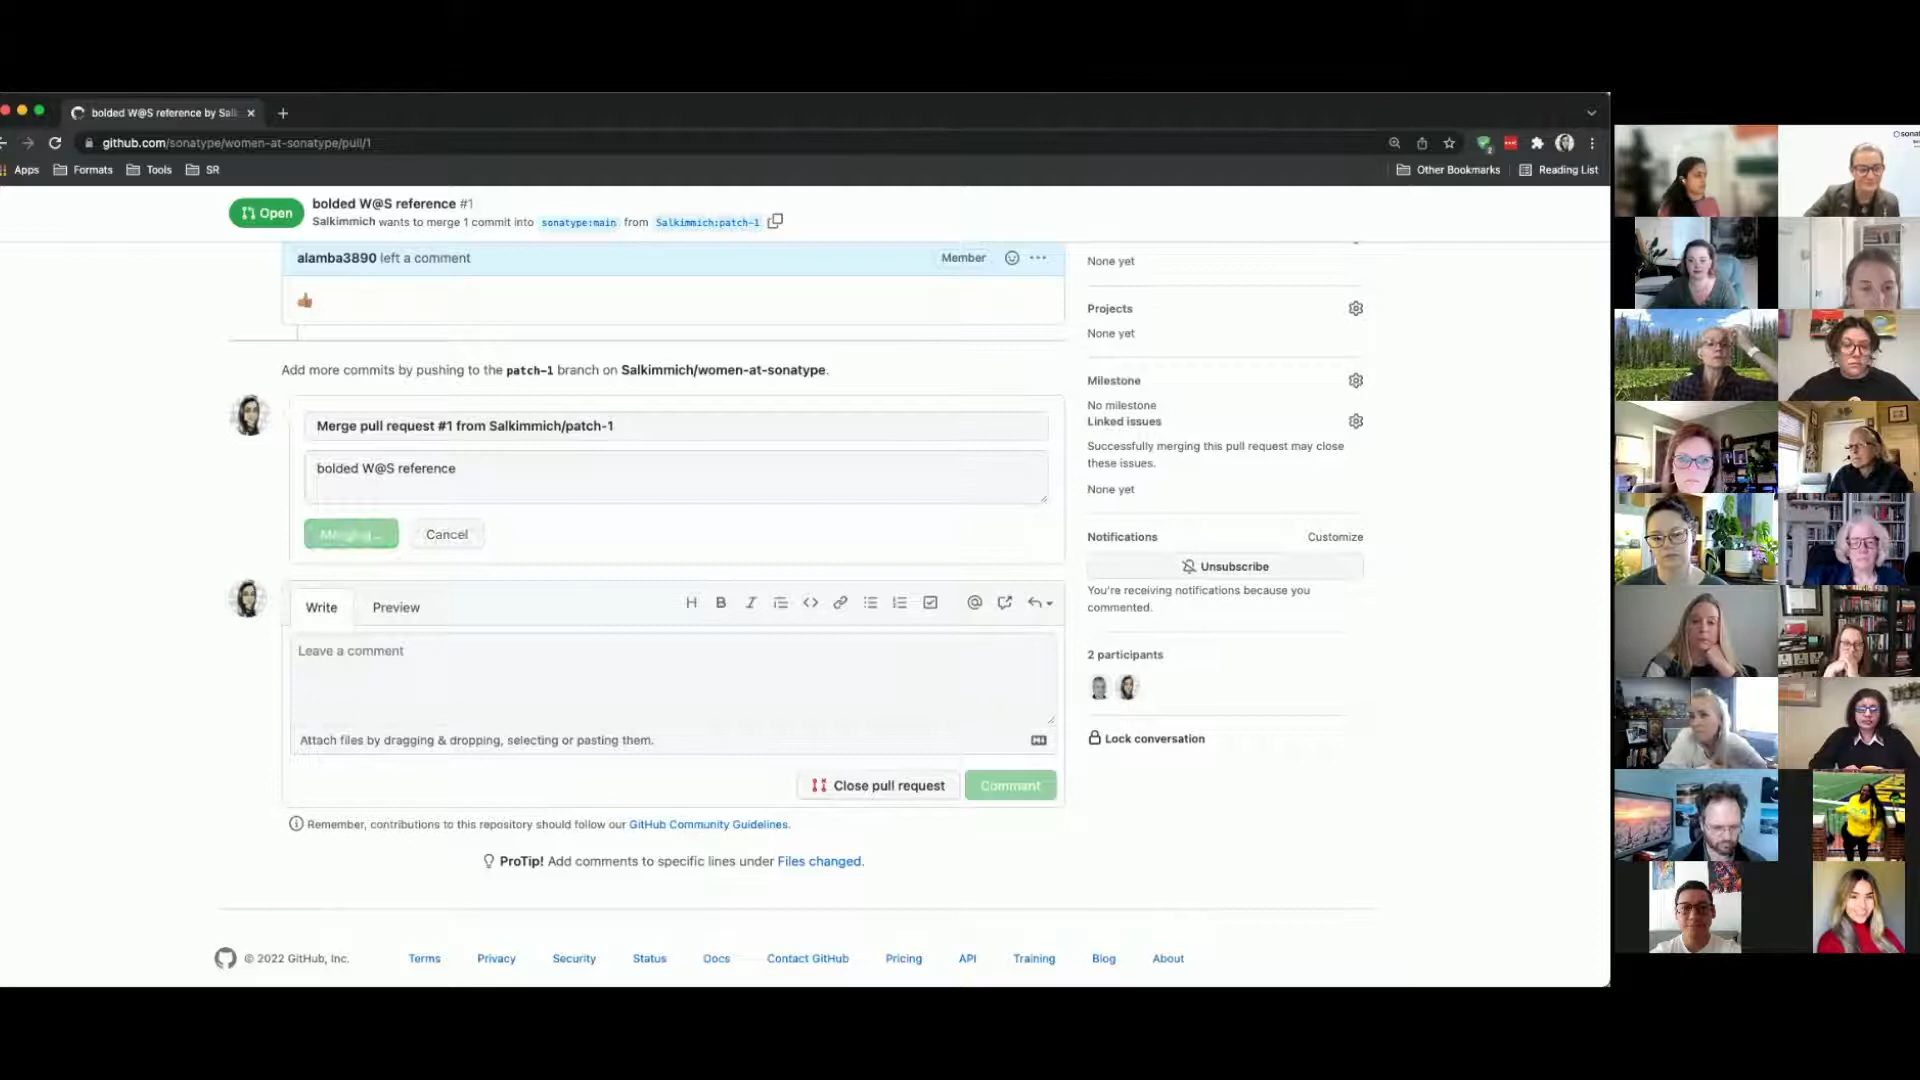 bolded W@S reference by Sal
github.com/sonatype/women-at-sonatype/pull/1
Apps Formats Tools SR Other Bookmarks Reading List
Open
bolded W@S reference #1
Salkimmich wants to merge 1 commit into sonatype:main from Salkimmich:patch-1
alamba3890 left a comment Member
Add more commits by pushing to the patch-1 branch on Salkimmich/women-at-sonatype.
Merge pull request #1 from Salkimmich/patch-1
bolded W@S reference
Merging... Cancel
Write Preview
Leave a comment
Attach files by dragging & dropping, selecting or pasting them.
Close pull request Comment
Remember, contributions to this repository should follow our GitHub Community Guidelines.
ProTip! Add comments to specific lines under Files changed.
None yet
Projects
None yet
Milestone
No milestone
Linked issues
Successfully merging this pull request may close
these issues.
None yet
Notifications Customize
Unsubscribe
You're receiving notifications because you
commented.
2 participants
Lock conversation
© 2022 GitHub, Inc. Terms Privacy Security Status Docs Contact GitHub Pricing API Training Blog About